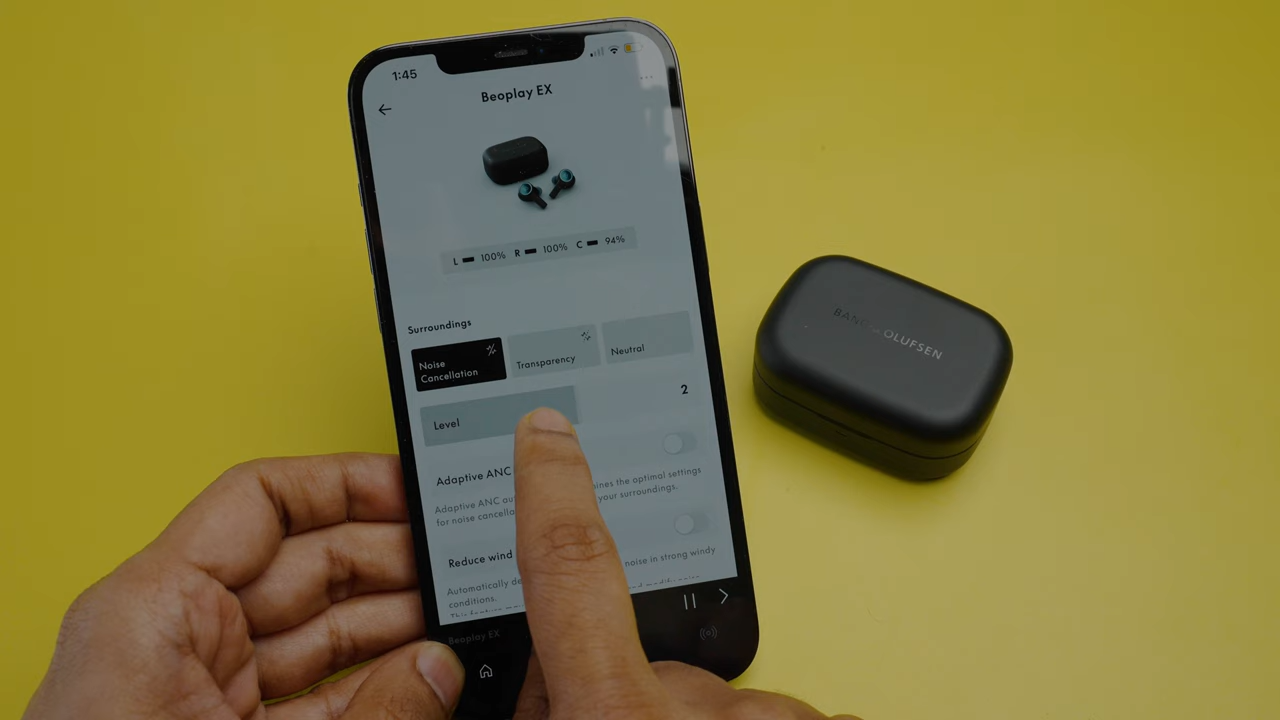 1:45
Beoplay EX
L 100% R 100% C 94%
Surroundings
Noise
Cancellation
Transparency
Neutral
Level
2
Adaptive ANC
Adaptive ANC mines the optimal settings
for noise your surroundings.
Reduce wind
Automatically noise in strong windy
conditions.
Beoplay EX
BANG OLUFSEN